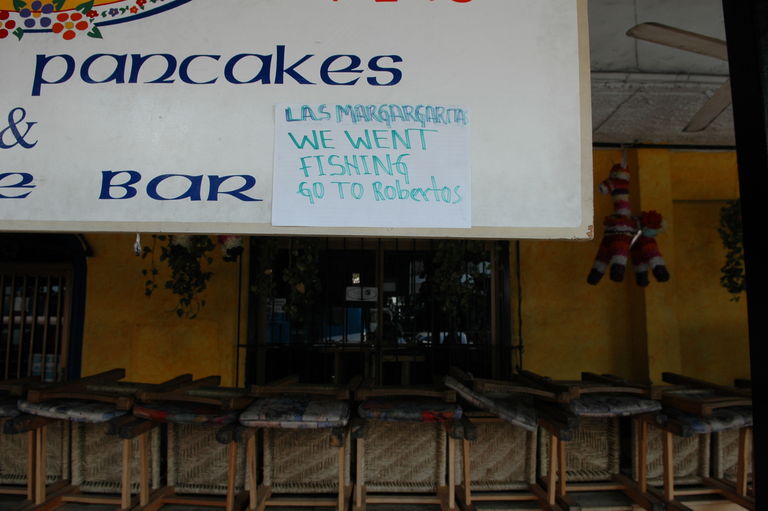 Pancakes
&
Bar
LAS MARGARGARITA
WE WENT
FISHING
GO TO Robertos